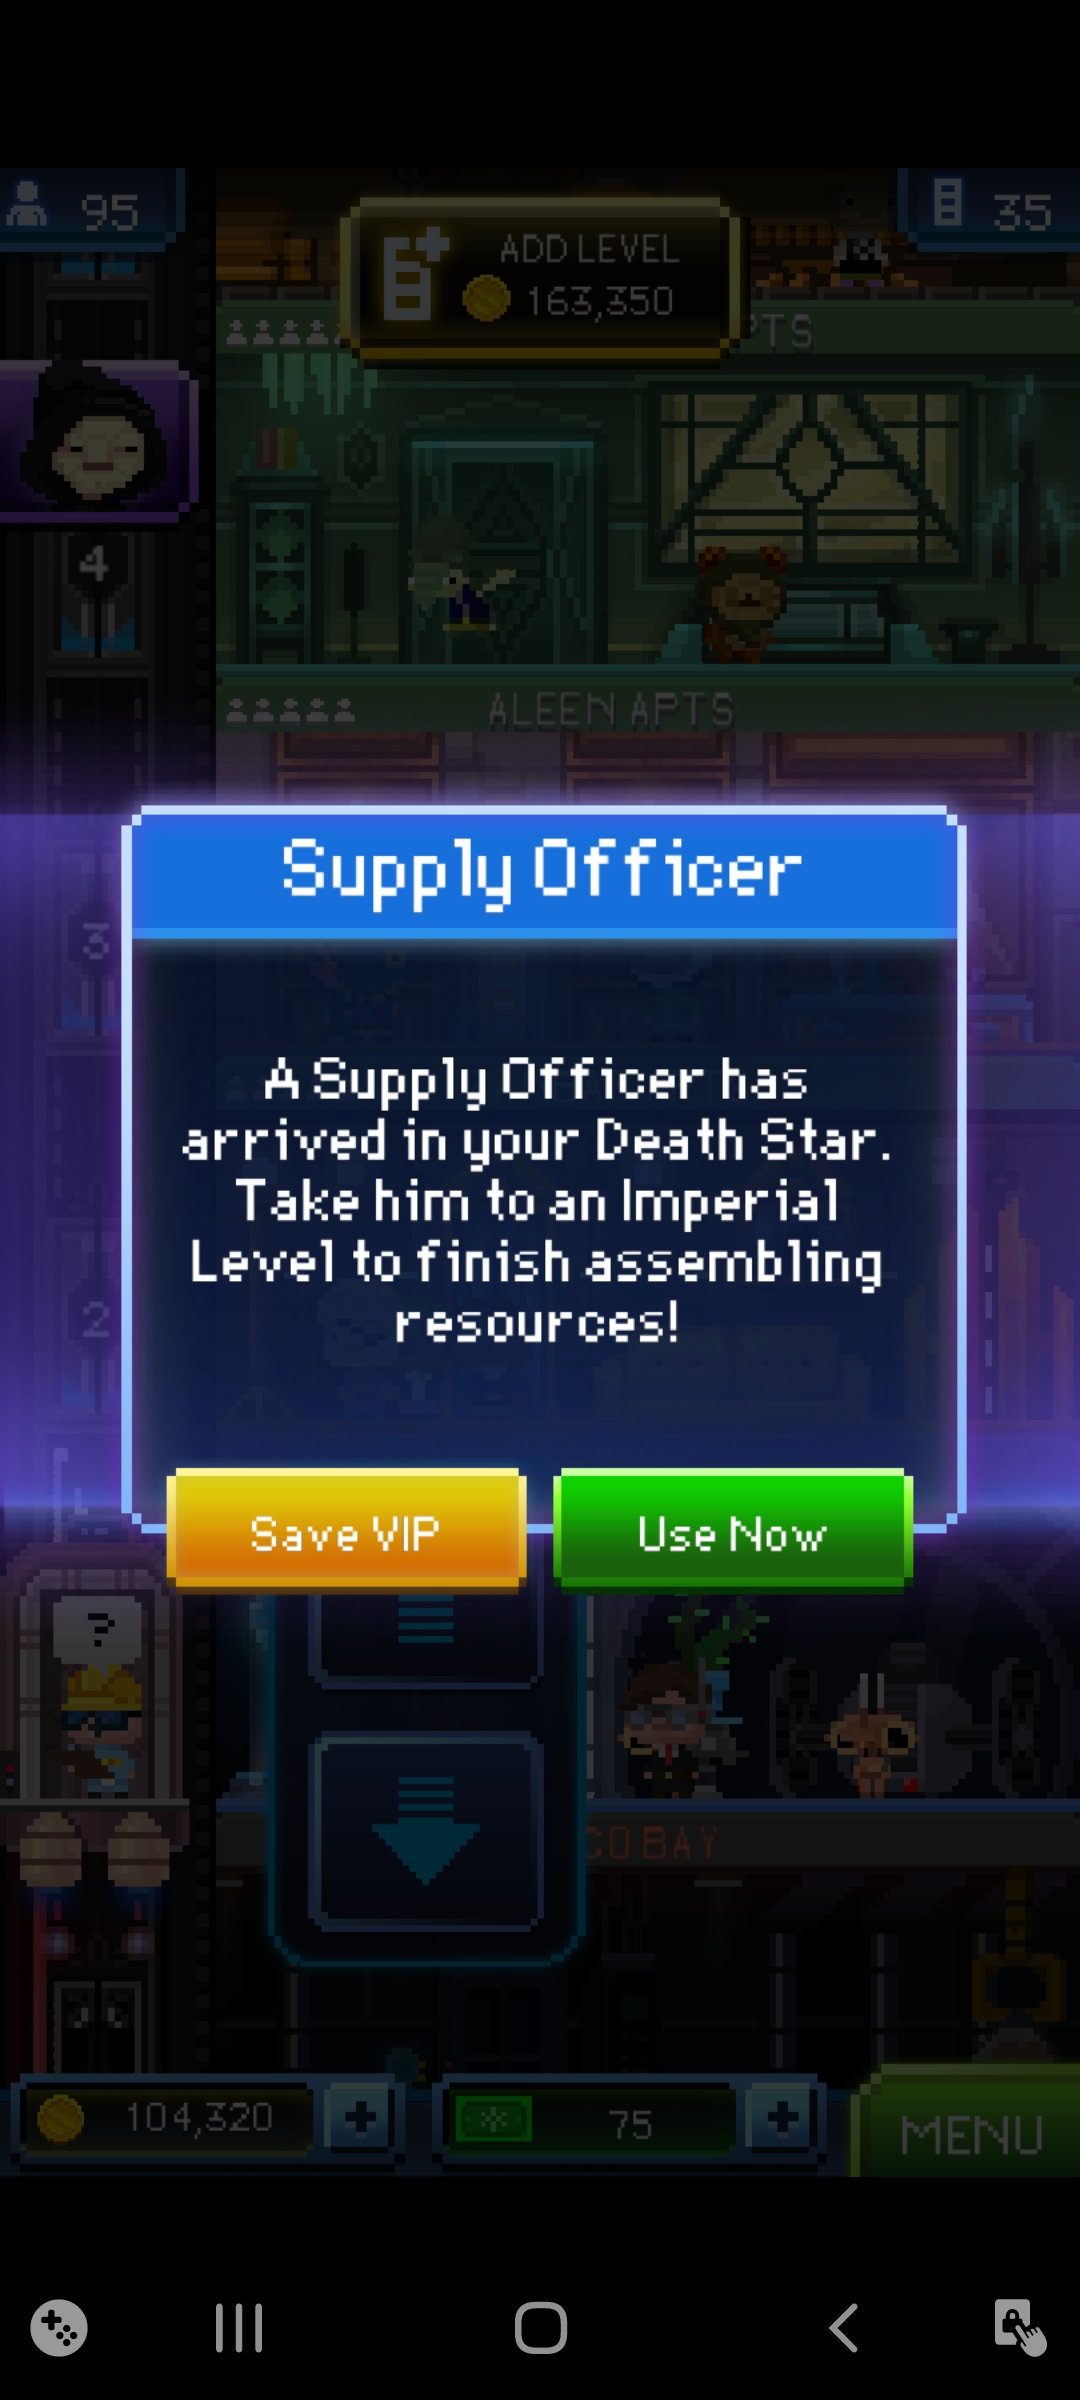 95
ADD LEVEL
163,350
35
PTS
4
ALEEN APTS
Supply Officer
3
A Supply Officer has
arrived in your Death Star.
Take him to an Imperial
Level to finish assembling
resources!
2
Save VIP
Use Now
?
CO BAY
104,320
75
MENU